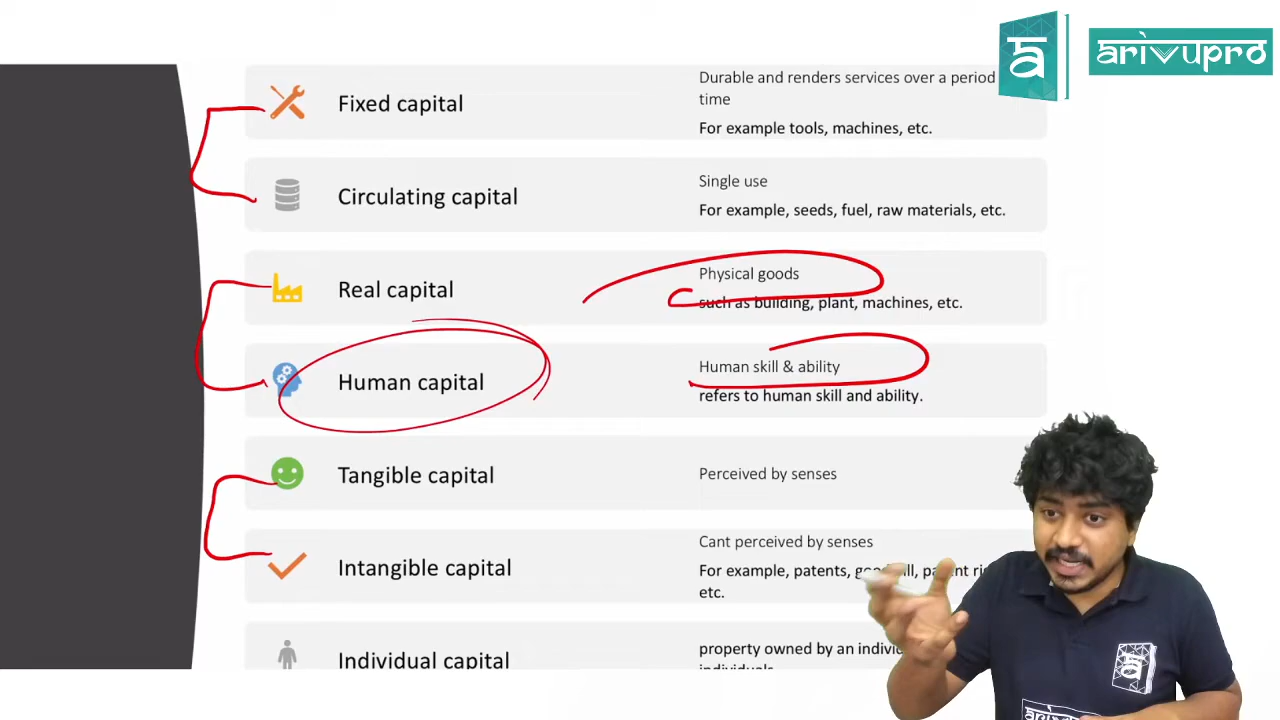 ā
arivupro
Fixed capital
Durable and renders services over a period
time
For example tools, machines, etc.
Circulating capital
Single use
For example, seeds, fuel, raw materials, etc.
Real capital
Physical goods
such as building, plant, machines, etc.
Human capital
Human skill & ability
refers to human skill and ability.
Tangible capital
Perceived by senses
Intangible capital
Cant perceived by senses
For example, patents,
etc.
Individual capital
property owned by an
individuals
arivupro